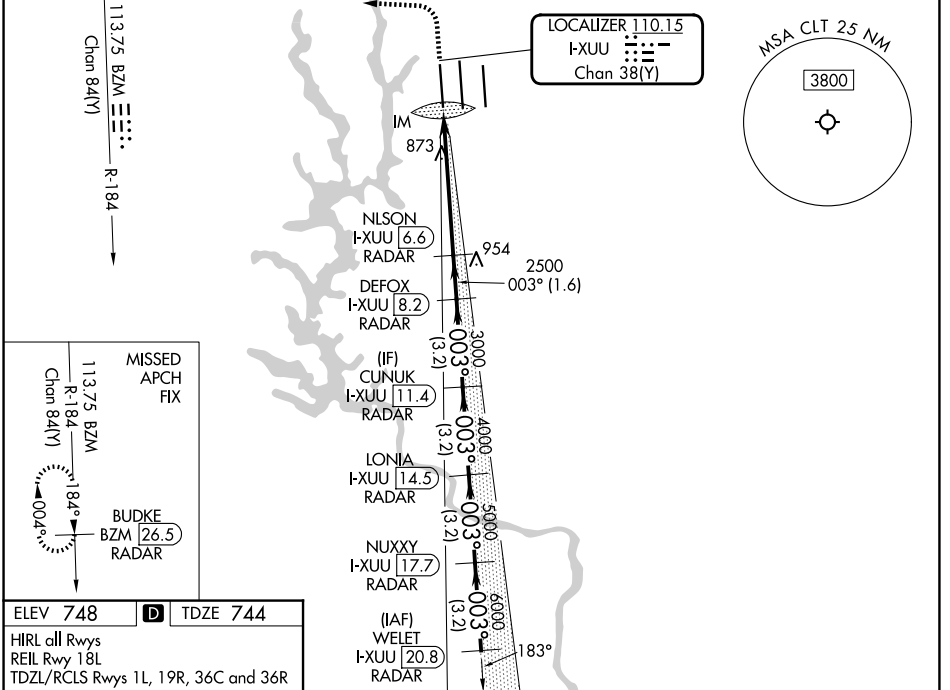 113.75 BZM
Chan 84(Y)
R-184
LOCALIZER 110.15
I-XUU
Chan 38(Y)
MSA CLT 25 NM
3800
IM
873
NLSON
I-XUU 6.6
RADAR
954
2500
003° (1.6)
DEFOX
I-XUU 8.2
RADAR
3000
003°
(3.2)
(IF)
CUNUK
I-XUU 11.4
RADAR
4000
003°
(3.2)
LONIA
I-XUU 14.5
RADAR
5000
003°
(3.2)
NUXXY
I-XUU 17.7
RADAR
6000
003°
(3.2)
(IAF)
WELET
I-XUU 20.8
RADAR
183°
MISSED
APCH
FIX
113.75 BZM
R-184
Chan 84(Y)
184°
004°
BUDKE
BZM 26.5
RADAR
ELEV 748 D TDZE 744
HIRL all Rwys
REIL Rwy 18L
TDZL/RCLS Rwys 1L, 19R, 36C and 36R